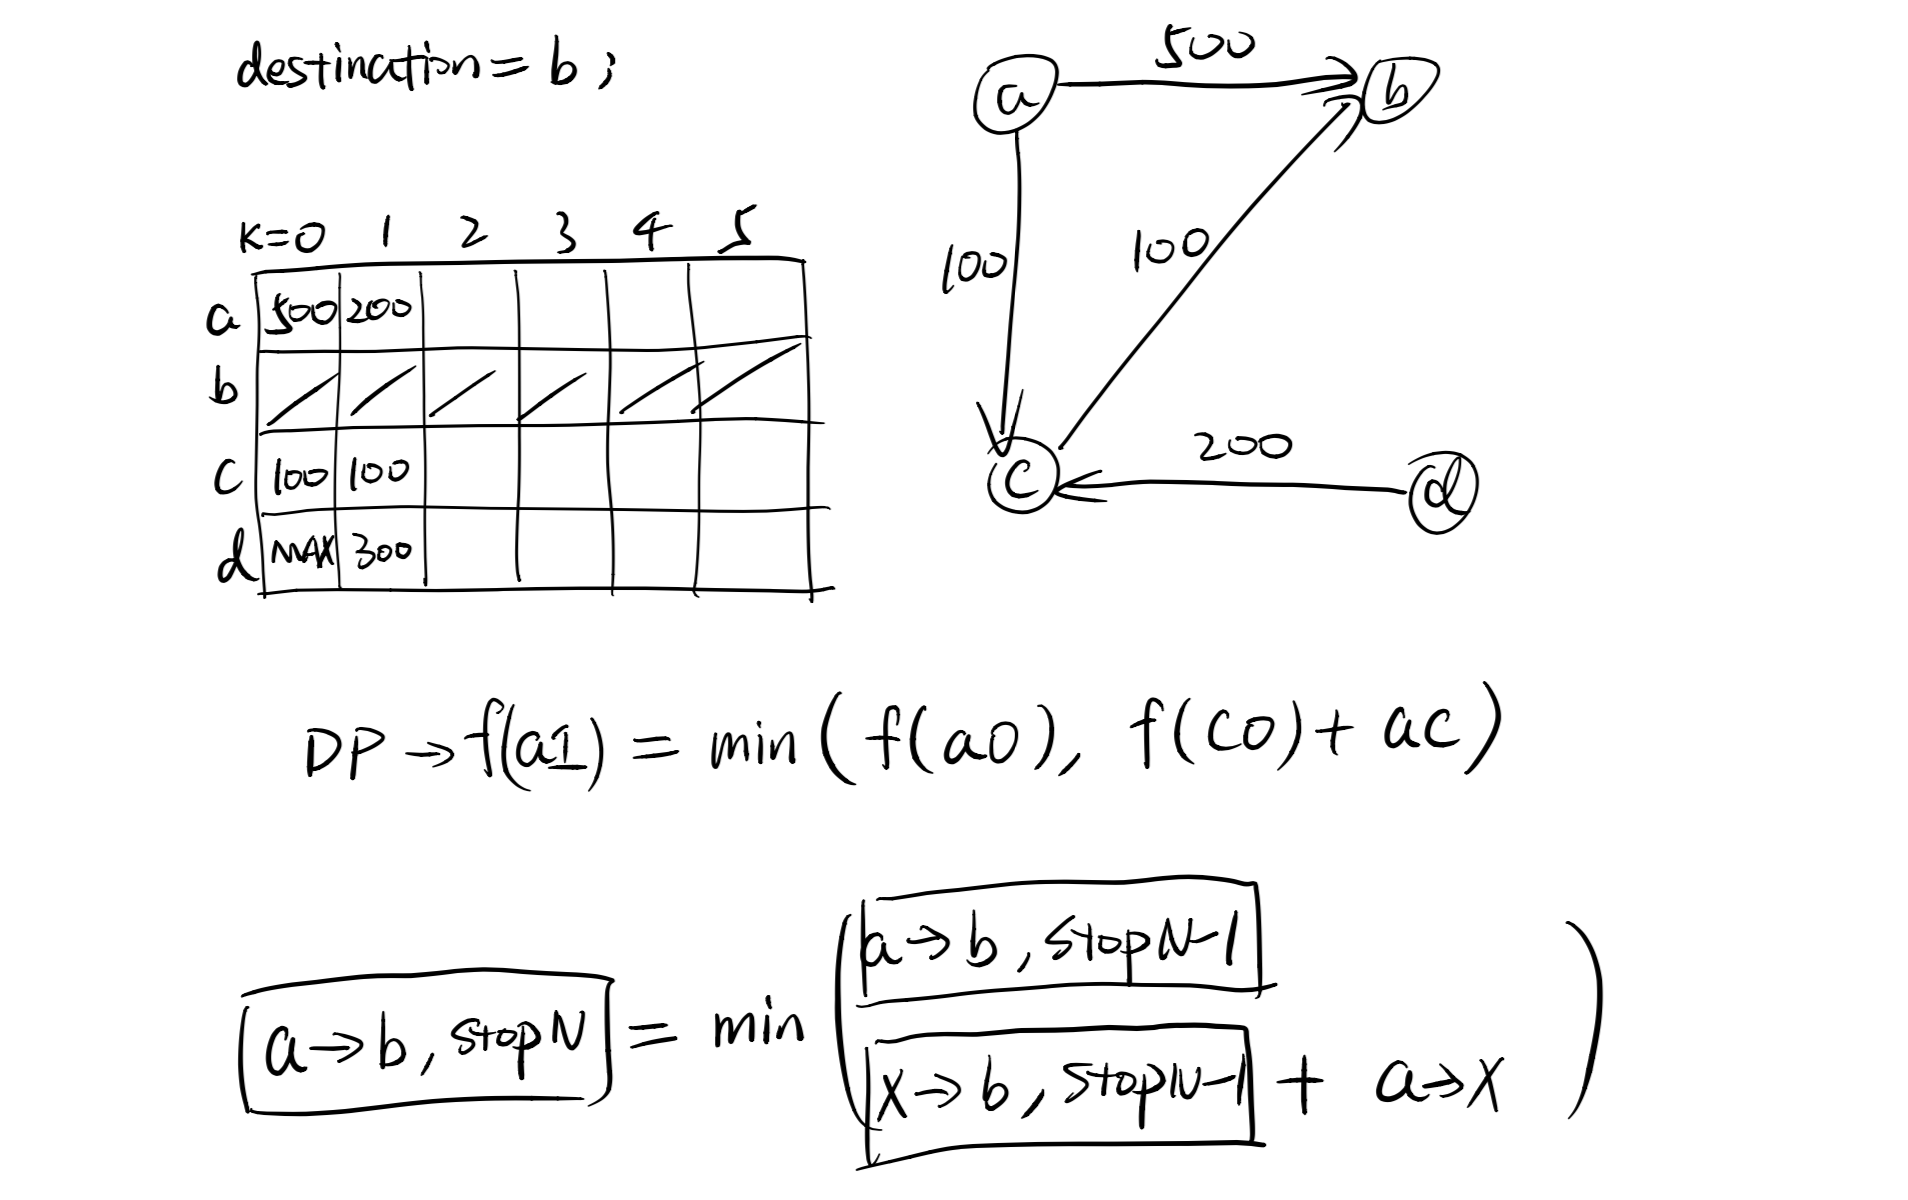 destination = b ;
500
a
b
K=0 1 2 3 4 5
100
100
a 500 200
b
c 100 100
200
c
d
d MAX 300
DP → f(a1) = min ( f(a0), f(c0) + ac )
a → b, stop N-1
a → b, stop N = min
x → b, stop N-1 + a → x